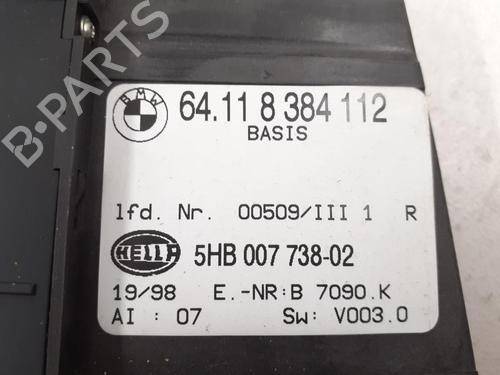 BMW 64.11 8 384 112
BASIS
lfd. Nr. 00509/III 1 R
HELLA 5HB 007 738-02
19/98 E.-NR:B 7090.K
AI : 07 Sw: V003.0
B-PARTS